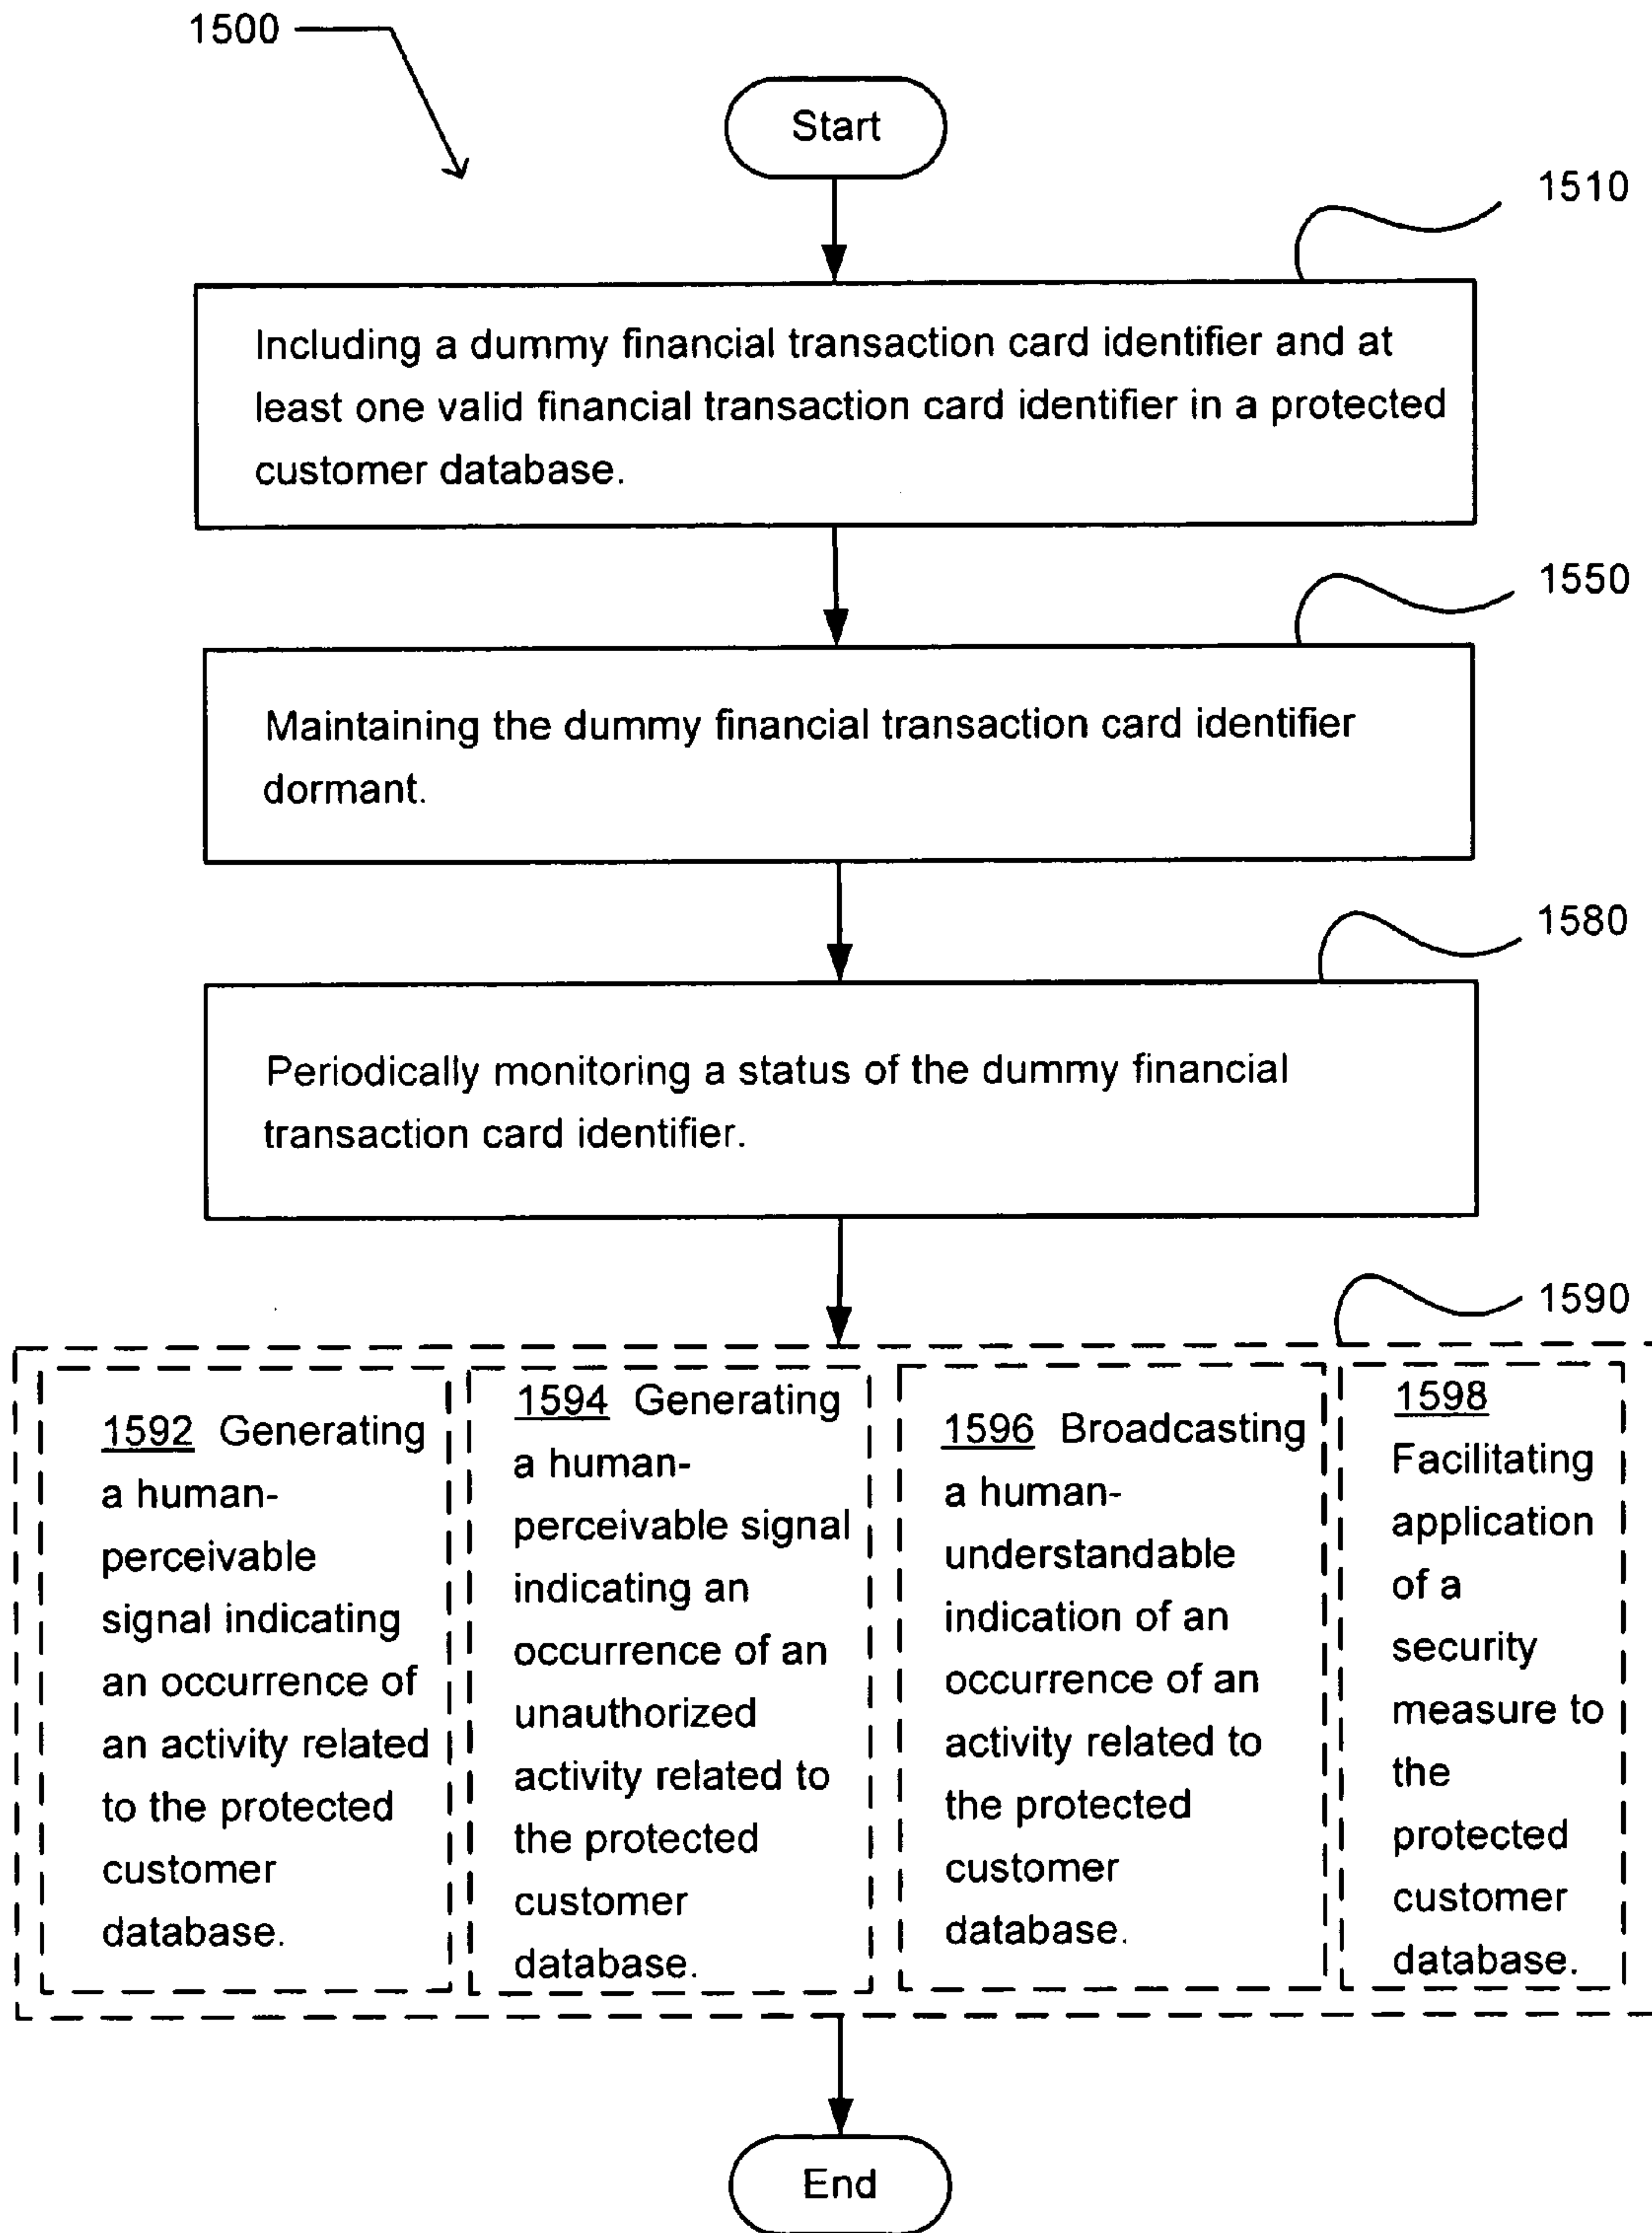 1500
Start
1510
Including a dummy financial transaction card identifier and at
least one valid financial transaction card identifier in a protected
customer database.
1550
Maintaining the dummy financial transaction card identifier
dormant.
1580
Periodically monitoring a status of the dummy financial
transaction card identifier.
1590
1592 Generating
a human-
perceivable
signal indicating
an occurrence of
an activity related
to the protected
customer
database.
1594 Generating
a human-
perceivable signal
indicating an
occurrence of an
unauthorized
activity related to
the protected
customer
database.
1596 Broadcasting
a human-
understandable
indication of an
occurrence of an
activity related to
the protected
customer
database.
1598
Facilitating
application
of a
security
measure to
the
protected
customer
database.
End